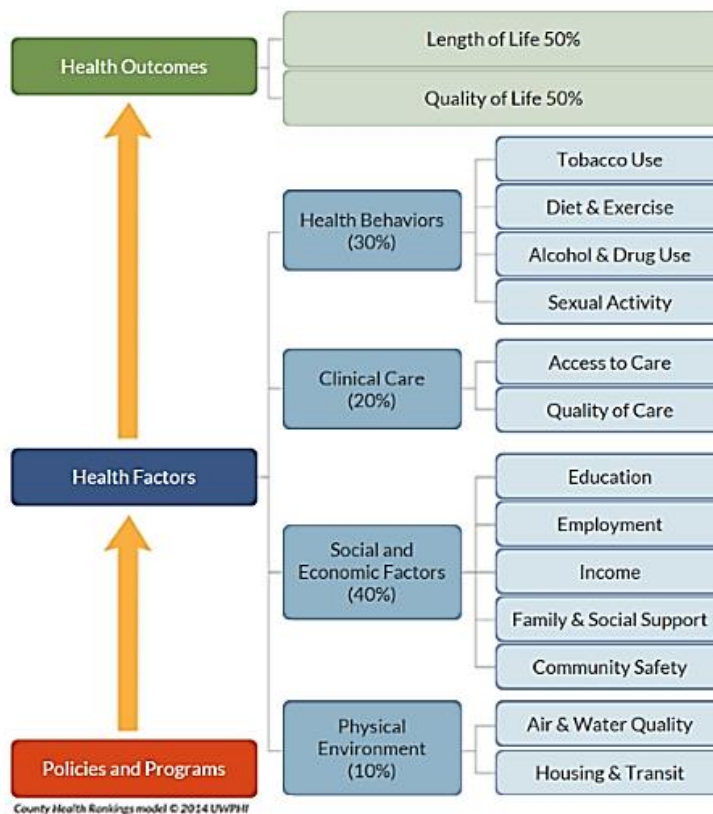 Health Outcomes
Length of Life 50%
Quality of Life 50%
Health Behaviors
(30%)
Tobacco Use
Diet & Exercise
Alcohol & Drug Use
Sexual Activity
Clinical Care
(20%)
Access to Care
Quality of Care
Health Factors
Social and
Economic Factors
(40%)
Education
Employment
Income
Family & Social Support
Community Safety
Physical
Environment
(10%)
Air & Water Quality
Housing & Transit
Policies and Programs
County Health Rankings model © 2014 UWPHI